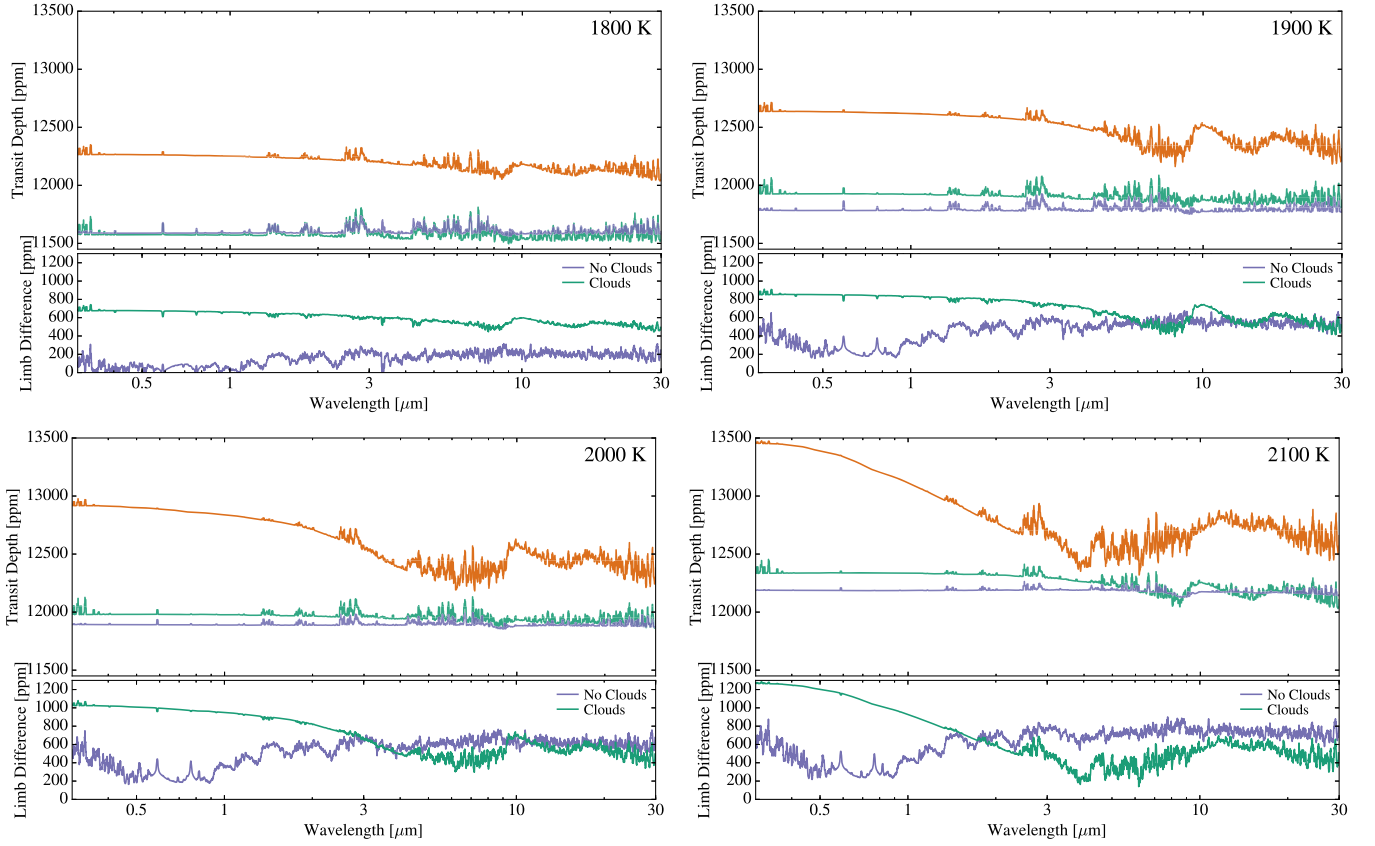 13500
13000
12500
12000
11500
Transit Depth [ppm]
1800 K
1200
1000
800
600
400
200
0
Limb Difference [ppm]
No Clouds
Clouds
0.5 1 3 10 30
Wavelength [μm]
13500
13000
12500
12000
11500
Transit Depth [ppm]
1900 K
1200
1000
800
600
400
200
0
Limb Difference [ppm]
No Clouds
Clouds
0.5 1 3 10 30
Wavelength [μm]
13500
13000
12500
12000
11500
Transit Depth [ppm]
2000 K
1200
1000
800
600
400
200
0
Limb Difference [ppm]
No Clouds
Clouds
0.5 1 3 10 30
Wavelength [μm]
13500
13000
12500
12000
11500
Transit Depth [ppm]
2100 K
1200
1000
800
600
400
200
0
Limb Difference [ppm]
No Clouds
Clouds
0.5 1 3 10 30
Wavelength [μm]